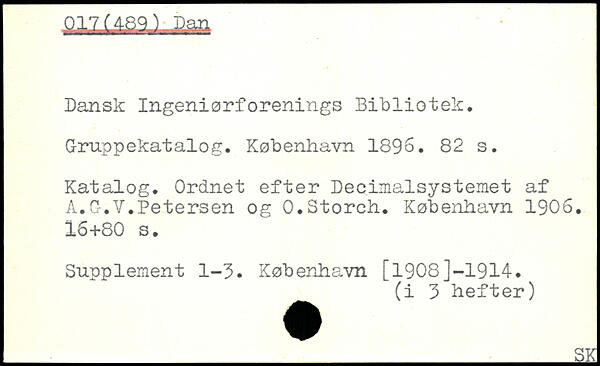 017(489) Dan
Dansk Ingeniørforenings Bibliotek.
Gruppekatalog. København 1896. 82 s.
Katalog. Ordnet efter Decimalsystemet af
A.G.V.Petersen og O.Storch. København 1906.
16+80 s.
Supplement 1-3. København [1908]-1914.
(i 3 hefter)
SK